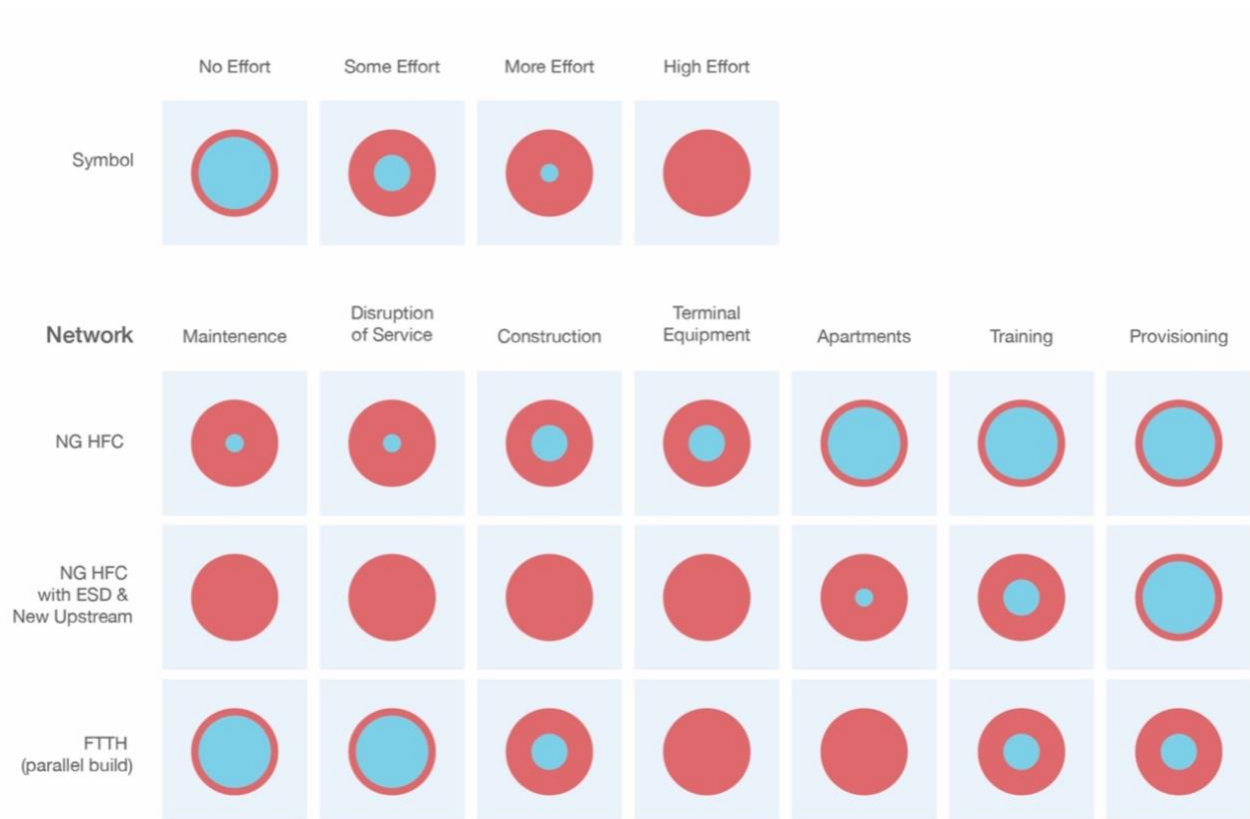 No Effort
Some Effort
More Effort
High Effort
Symbol
Network
Maintenence
Disruption
of Service
Construction
Terminal
Equipment
Apartments
Training
Provisioning
NG HFC
NG HFC
with ESD &
New Upstream
FTTH
(parallel build)